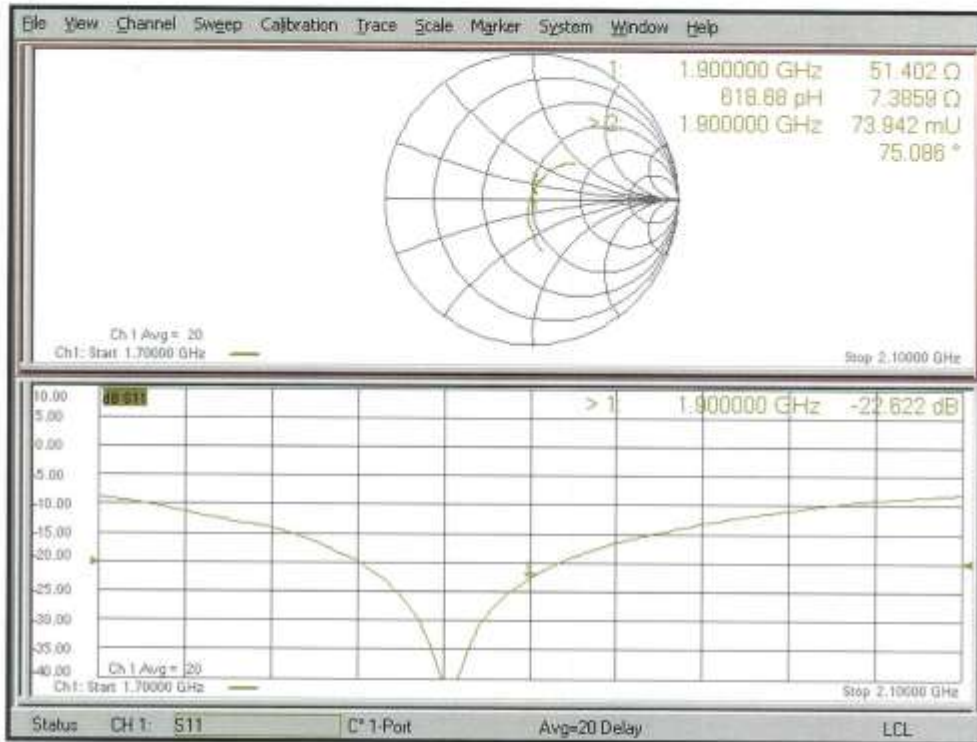 File View Channel Sweep Calibration Trace Scale Marker System Window Help
1: 1.900000 GHz 51.402 Ω
618.68 pH 7.3859 Ω
> 2: 1.900000 GHz 73.942 mU
75.086 °
Ch 1 Avg = 20
Ch1: Start 1.70000 GHz
Stop 2.10000 GHz
10.00
dB S11
> 1: 1.900000 GHz -22.622 dB
5.00
0.00
-5.00
-10.00
-15.00
-20.00
-25.00
-30.00
-35.00
-40.00
Ch 1 Avg = 20
Ch1: Start 1.70000 GHz
Stop 2.10000 GHz
Status CH 1: S11 C* 1-Port Avg=20 Delay LCL